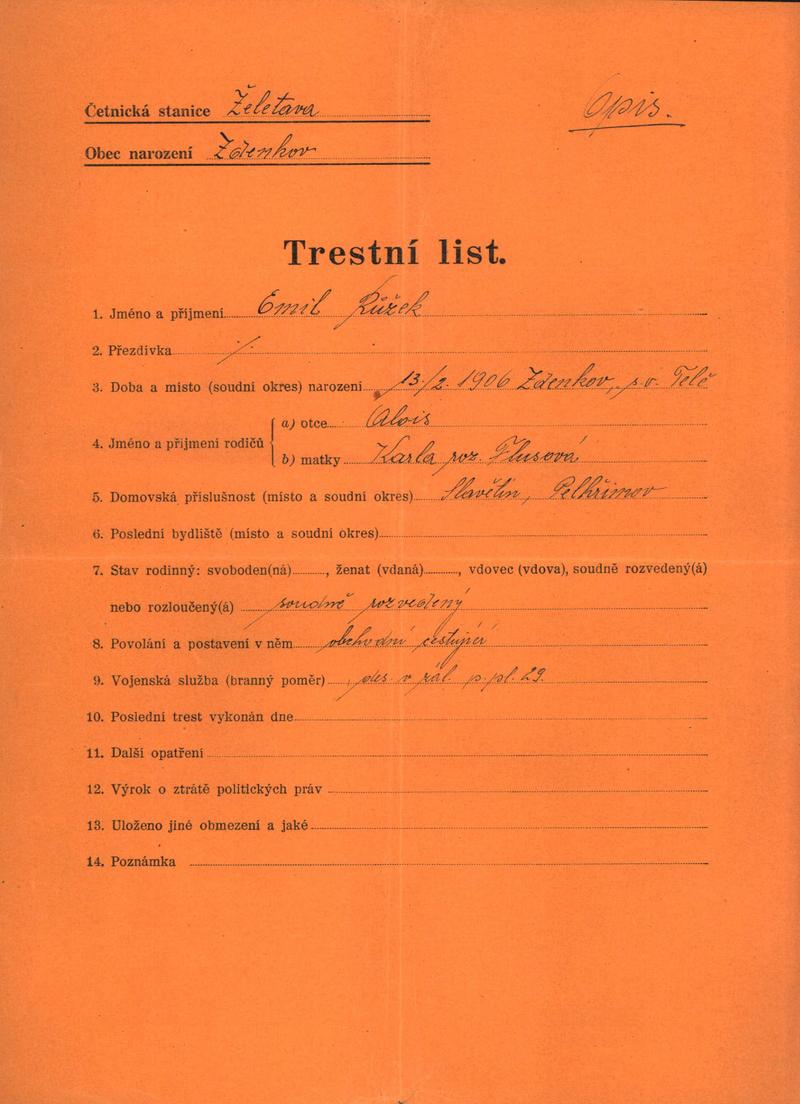 Četnická stanice Želetava
Opis.
Obec narození Zdenkov
Trestní list.
1. Jméno a příjmení Emil Růžek
2. Přezdívka ./.
3. Doba a místo (soudní okres) narození 13./2. 1906 Zdenkov, s.o. Telč
4. Jméno a příjmení rodičů
a) otce Alois
b) matky Karla roz. Flusová
5. Domovská příslušnost (místo a soudní okres) Slavětín, Pelhřimov
6. Poslední bydliště (místo a soudní okres)
7. Stav rodinný: svoboden(ná), ženat (vdaná), vdovec (vdova), soudně rozvedený(á)
nebo rozloučený(á) soudně rozvedený
8. Povolání a postavení v něm obchodní cestující
9. Vojenská služba (branný poměr) des. v zál. p. pl. 29.
10. Poslední trest vykonán dne
11. Další opatření
12. Výrok o ztrátě politických práv
13. Uloženo jiné obmezení a jaké
14. Poznámka